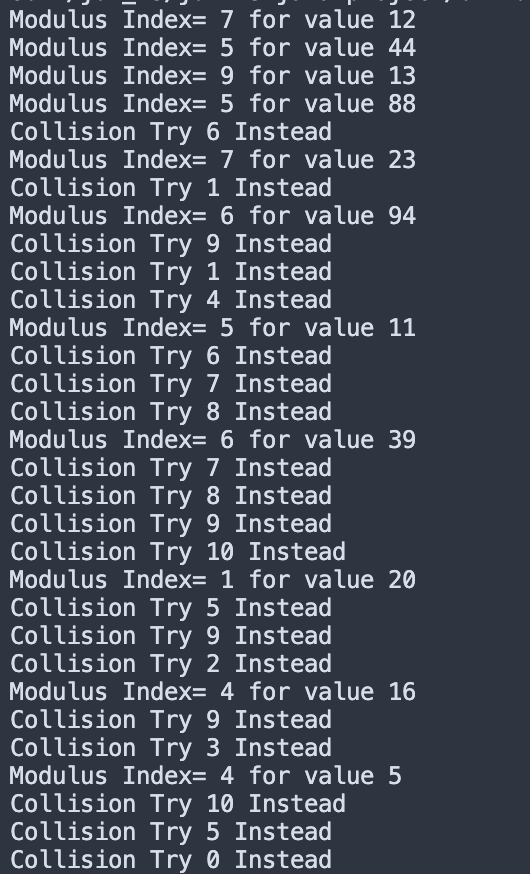 Modulus Index= 7 for value 12
Modulus Index= 5 for value 44
Modulus Index= 9 for value 13
Modulus Index= 5 for value 88
Collision Try 6 Instead
Modulus Index= 7 for value 23
Collision Try 1 Instead
Modulus Index= 6 for value 94
Collision Try 9 Instead
Collision Try 1 Instead
Collision Try 4 Instead
Modulus Index= 5 for value 11
Collision Try 6 Instead
Collision Try 7 Instead
Collision Try 8 Instead
Modulus Index= 6 for value 39
Collision Try 7 Instead
Collision Try 8 Instead
Collision Try 9 Instead
Collision Try 10 Instead
Modulus Index= 1 for value 20
Collision Try 5 Instead
Collision Try 9 Instead
Collision Try 2 Instead
Modulus Index= 4 for value 16
Collision Try 9 Instead
Collision Try 3 Instead
Modulus Index= 4 for value 5
Collision Try 10 Instead
Collision Try 5 Instead
Collision Try 0 Instead